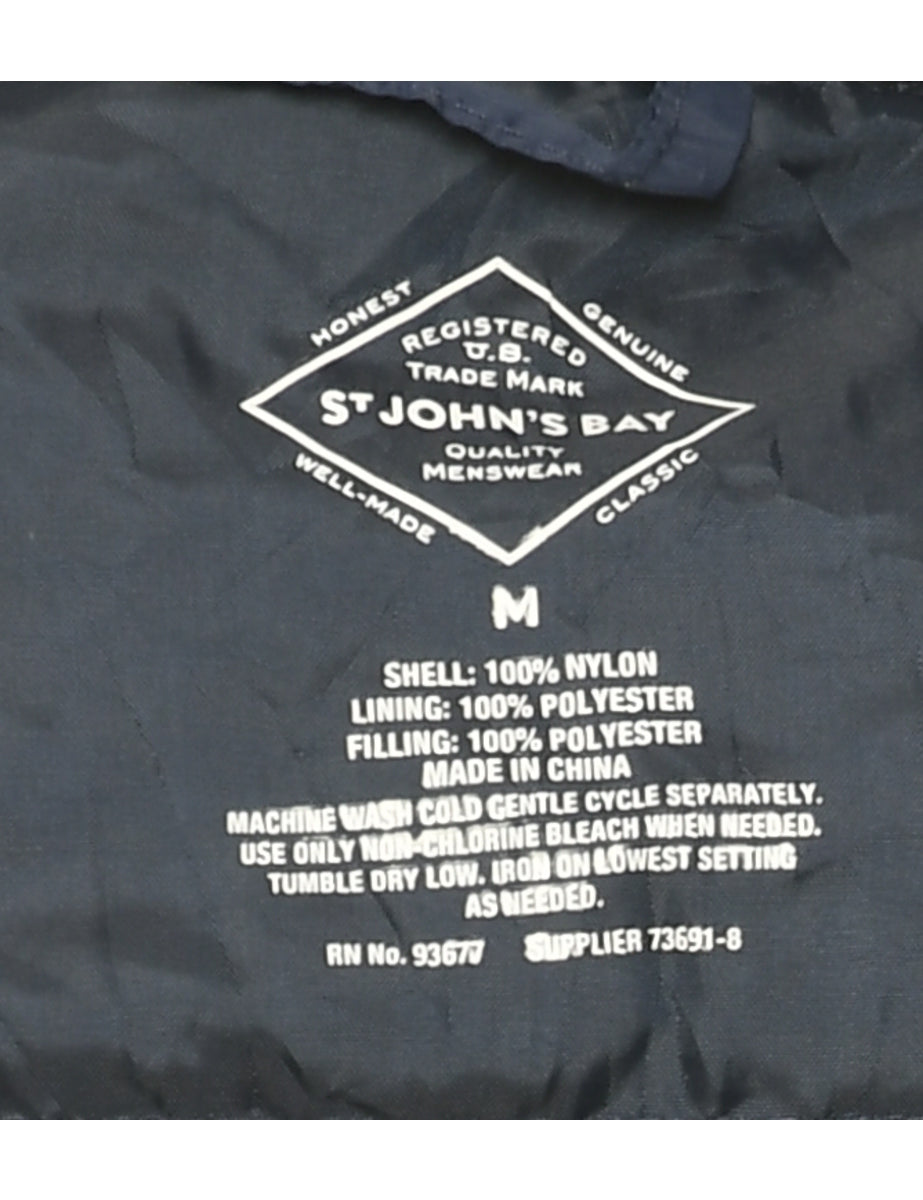 HONEST
GENUINE
REGISTERED
U.S.
TRADE MARK
ST JOHN'S BAY
QUALITY
MENSWEAR
WELL-MADE
CLASSIC
M
SHELL: 100% NYLON
LINING: 100% POLYESTER
FILLING: 100% POLYESTER
MADE IN CHINA
MACHINE WASH COLD GENTLE CYCLE SEPARATELY.
USE ONLY NON-CHLORINE BLEACH WHEN NEEDED.
TUMBLE DRY LOW. IRON ON LOWEST SETTING
AS NEEDED.
RN No. 93677 SUPPLIER 73691-8